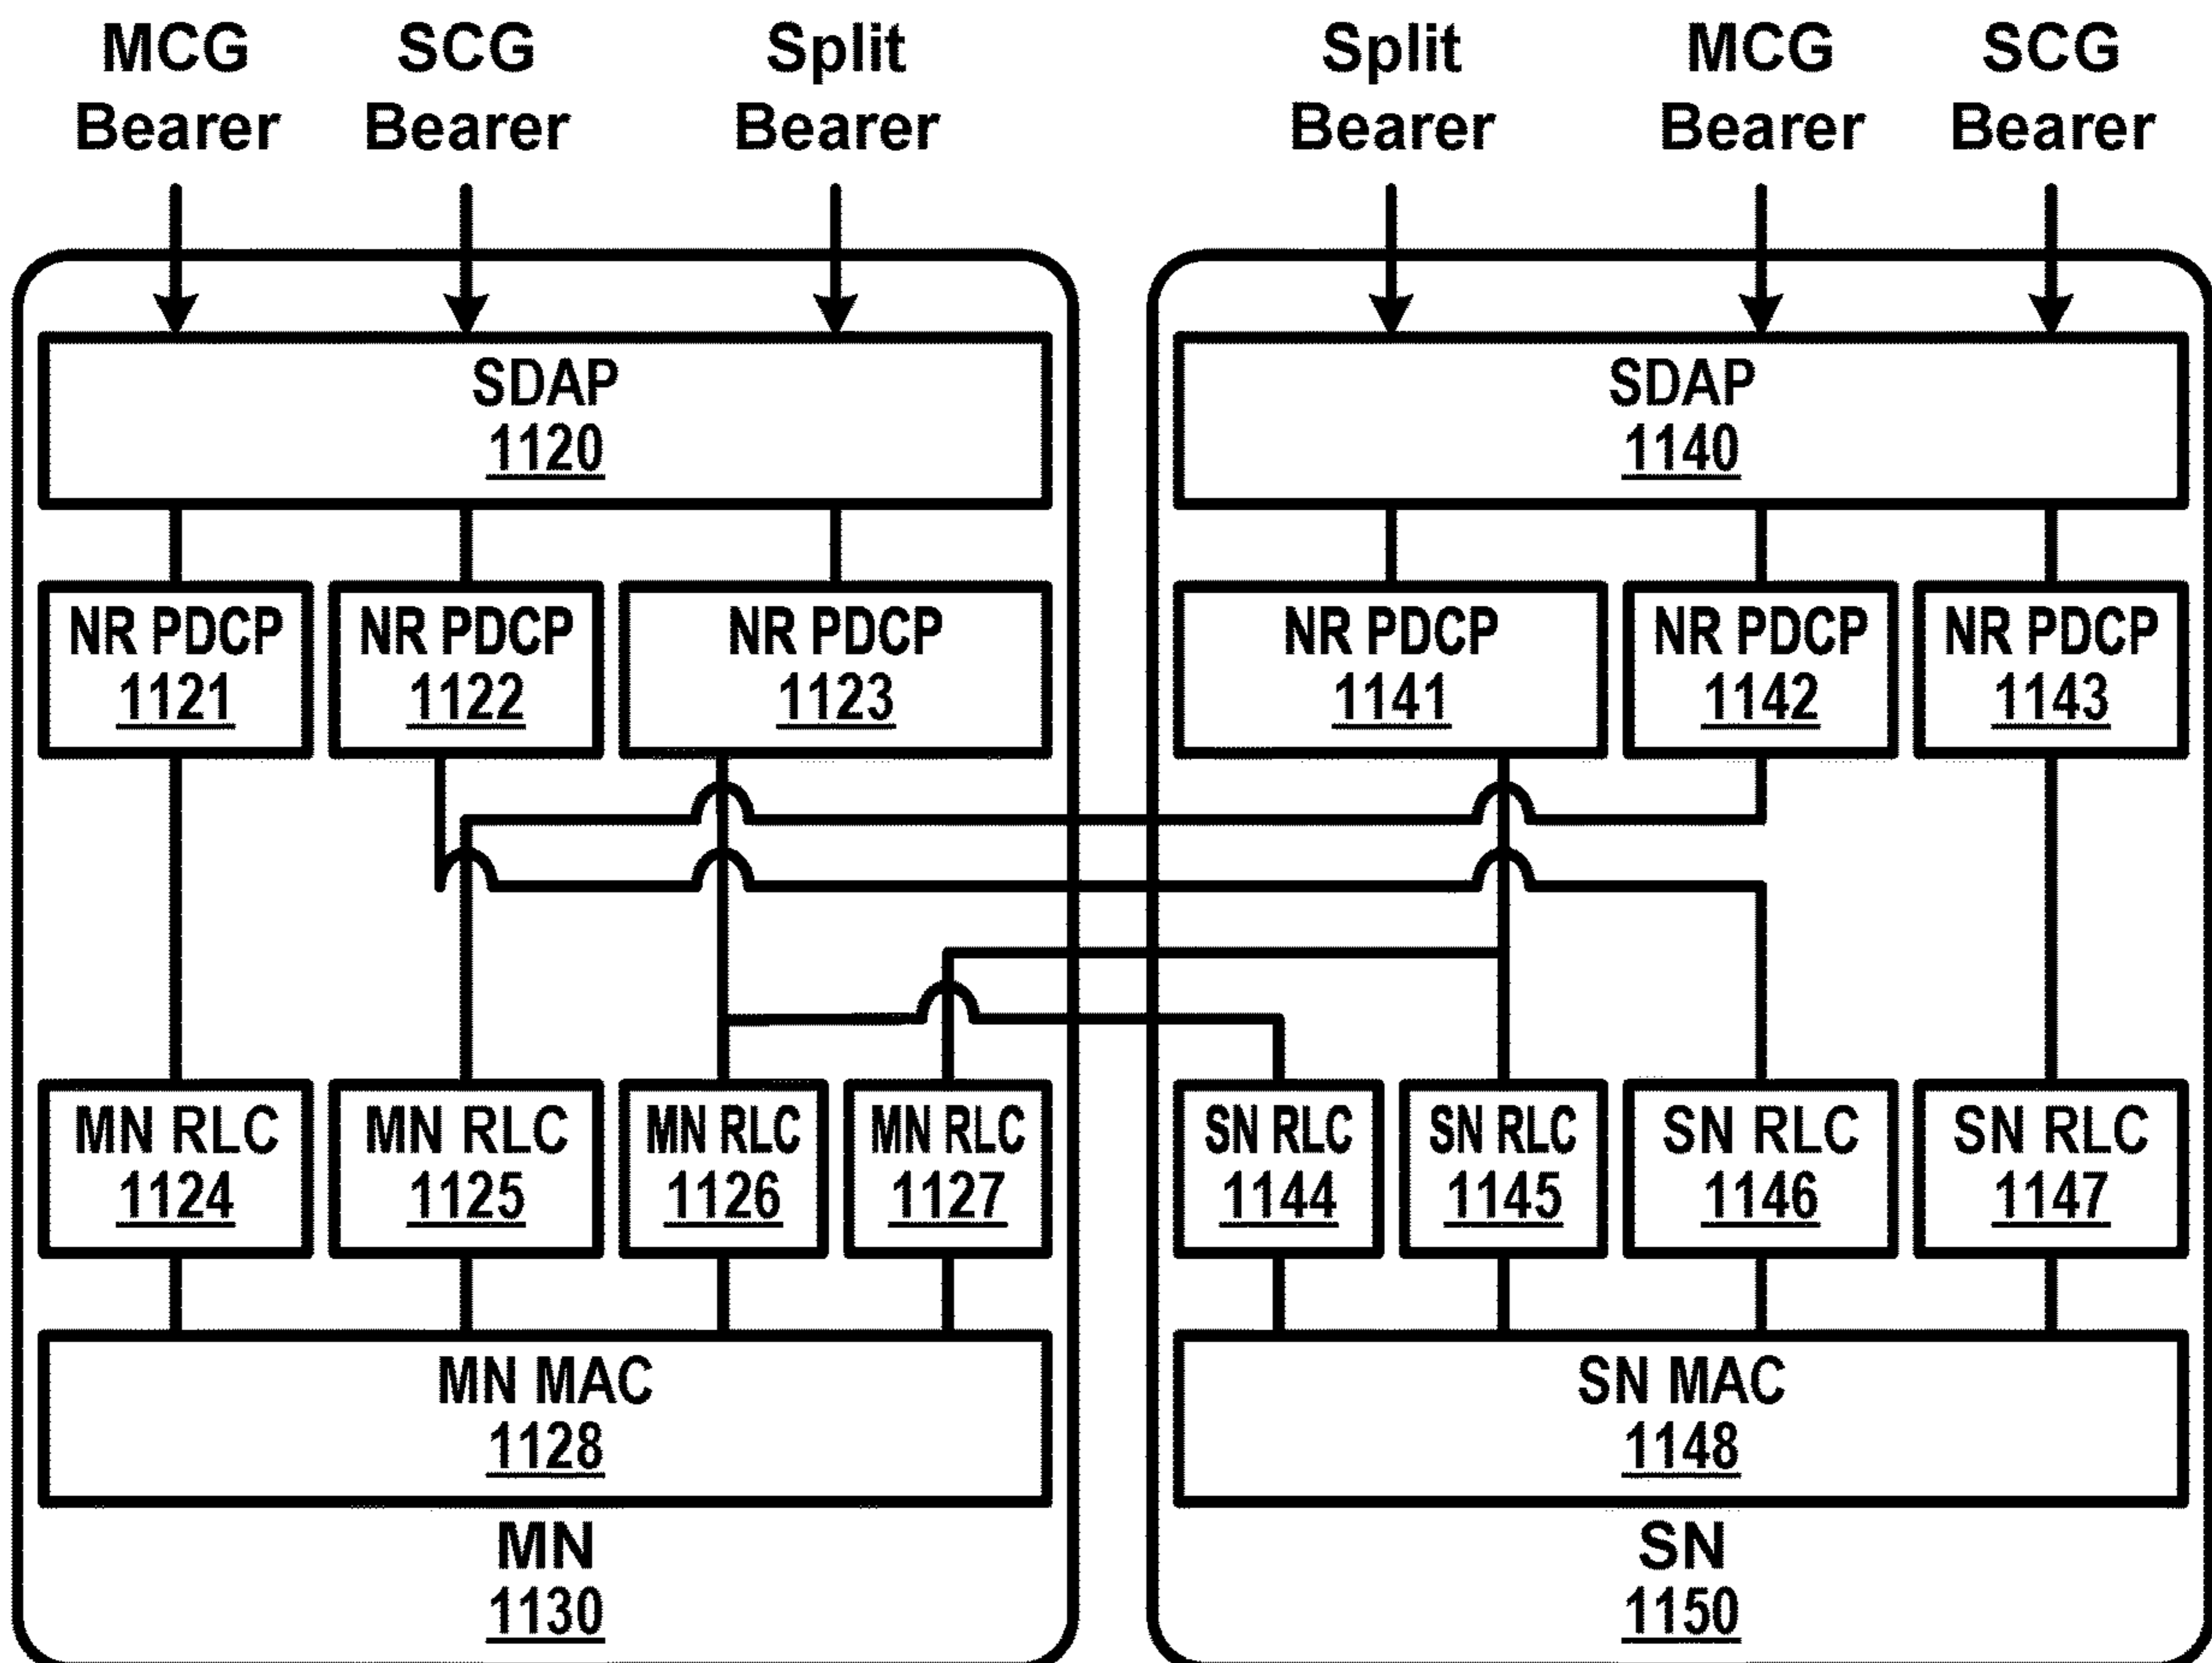 MCG Bearer
SCG Bearer
Split Bearer
Split Bearer
MCG Bearer
SCG Bearer
SDAP
1120
SDAP
1140
NR PDCP
1121
NR PDCP
1122
NR PDCP
1123
NR PDCP
1141
NR PDCP
1142
NR PDCP
1143
MN RLC
1124
MN RLC
1125
MN RLC
1126
MN RLC
1127
SN RLC
1144
SN RLC
1145
SN RLC
1146
SN RLC
1147
MN MAC
1128
SN MAC
1148
MN
1130
SN
1150